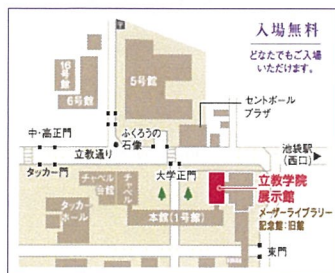 入場無料
どなたでもご入場
いただけます。
16号館
6号館
5号館
セントポール
プラザ
中・高正門
ふくろうの
石像
立教通り
池袋駅
(西口)
タッカー門
チャペル
会館
チャペル
大学正門
立教学院
展示館
メーザーライブラリー
記念館:旧館
タッカー
ホール
本館(1号館)
東門